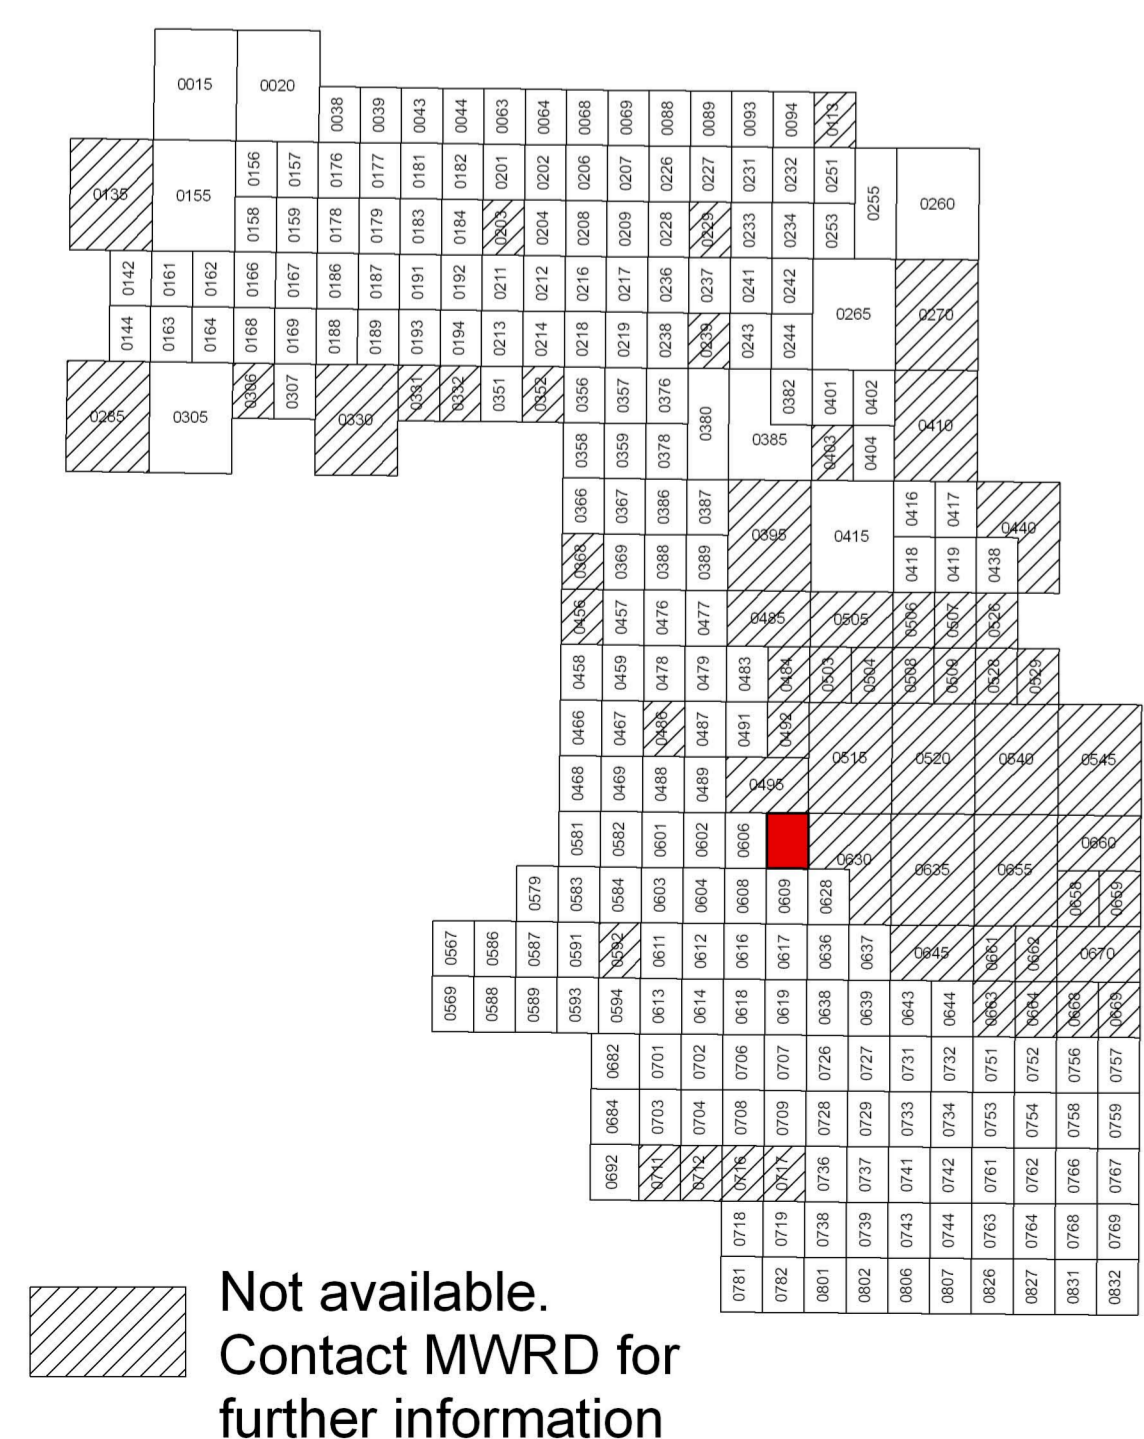 0015 0020
0038 0039 0043 0044 0063 0064 0068 0069 0088 0089 0093 0094 0113
0135 0155 0156 0157 0176 0177 0181 0182 0201 0202 0206 0207 0226 0227 0231 0232 0251 0255 0260
0158 0159 0178 0179 0183 0184 0203 0204 0208 0209 0228 0229 0233 0234 0253
0142 0161 0162 0166 0167 0186 0187 0191 0192 0211 0212 0216 0217 0236 0237 0241 0242 0265 0270
0144 0163 0164 0168 0169 0188 0189 0193 0194 0213 0214 0218 0219 0238 0239 0243 0244
0285 0305 0306 0307 0330 0331 0332 0351 0352 0356 0357 0376 0380 0385 0382 0401 0402 0410
0358 0359 0378 0403 0404
0366 0367 0386 0387 0395 0415 0416 0417 0440
0368 0369 0388 0389 0418 0419 0438
0456 0457 0476 0477 0485 0505 0506 0507 0526
0458 0459 0478 0479 0483 0484 0503 0504 0508 0509 0528 0529
0466 0467 0486 0487 0491 0492 0515 0520 0540 0545
0468 0469 0488 0489 0495
0581 0582 0601 0602 0606 0630 0635 0655 0660
0579 0583 0584 0603 0604 0608 0609 0628 0658 0659
0567 0586 0587 0591 0592 0611 0612 0616 0617 0636 0637 0645 0661 0662 0670
0569 0588 0589 0593 0594 0613 0614 0618 0619 0638 0639 0643 0644 0663 0664 0668 0669
0682 0701 0702 0706 0707 0726 0727 0731 0732 0751 0752 0756 0757
0684 0703 0704 0708 0709 0728 0729 0733 0734 0753 0754 0758 0759
0692 0711 0712 0716 0717 0736 0737 0741 0742 0761 0762 0766 0767
0718 0719 0738 0739 0743 0744 0763 0764 0768 0769
0781 0782 0801 0802 0806 0807 0826 0827 0831 0832
Not available.
Contact MWRD for
further information